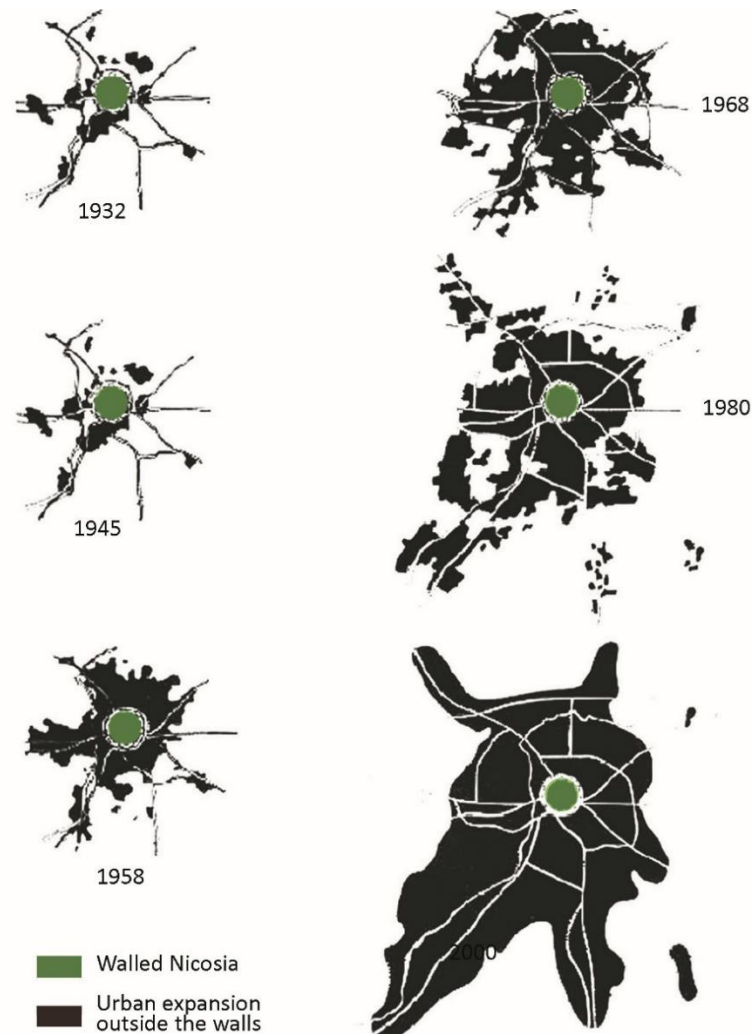 1932
1968
1945
1980
1958
2000
Walled Nicosia
Urban expansion
outside the walls